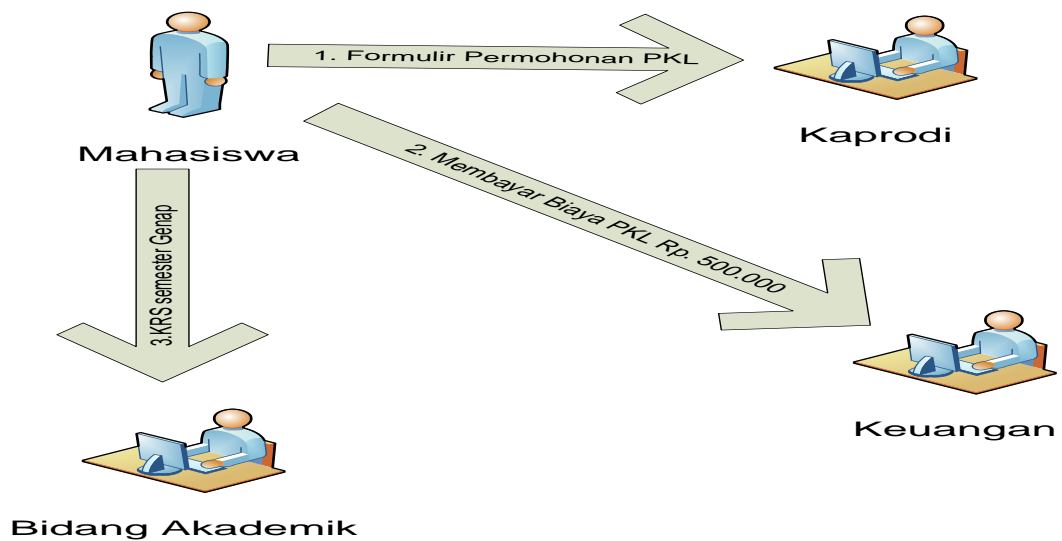 1. Formulir Permohonan PKL
Mahasiswa
Kaprodi
2. Membayar Biaya PKL Rp. 500.000
3.KRS semester Genap
Keuangan
Bidang Akademik